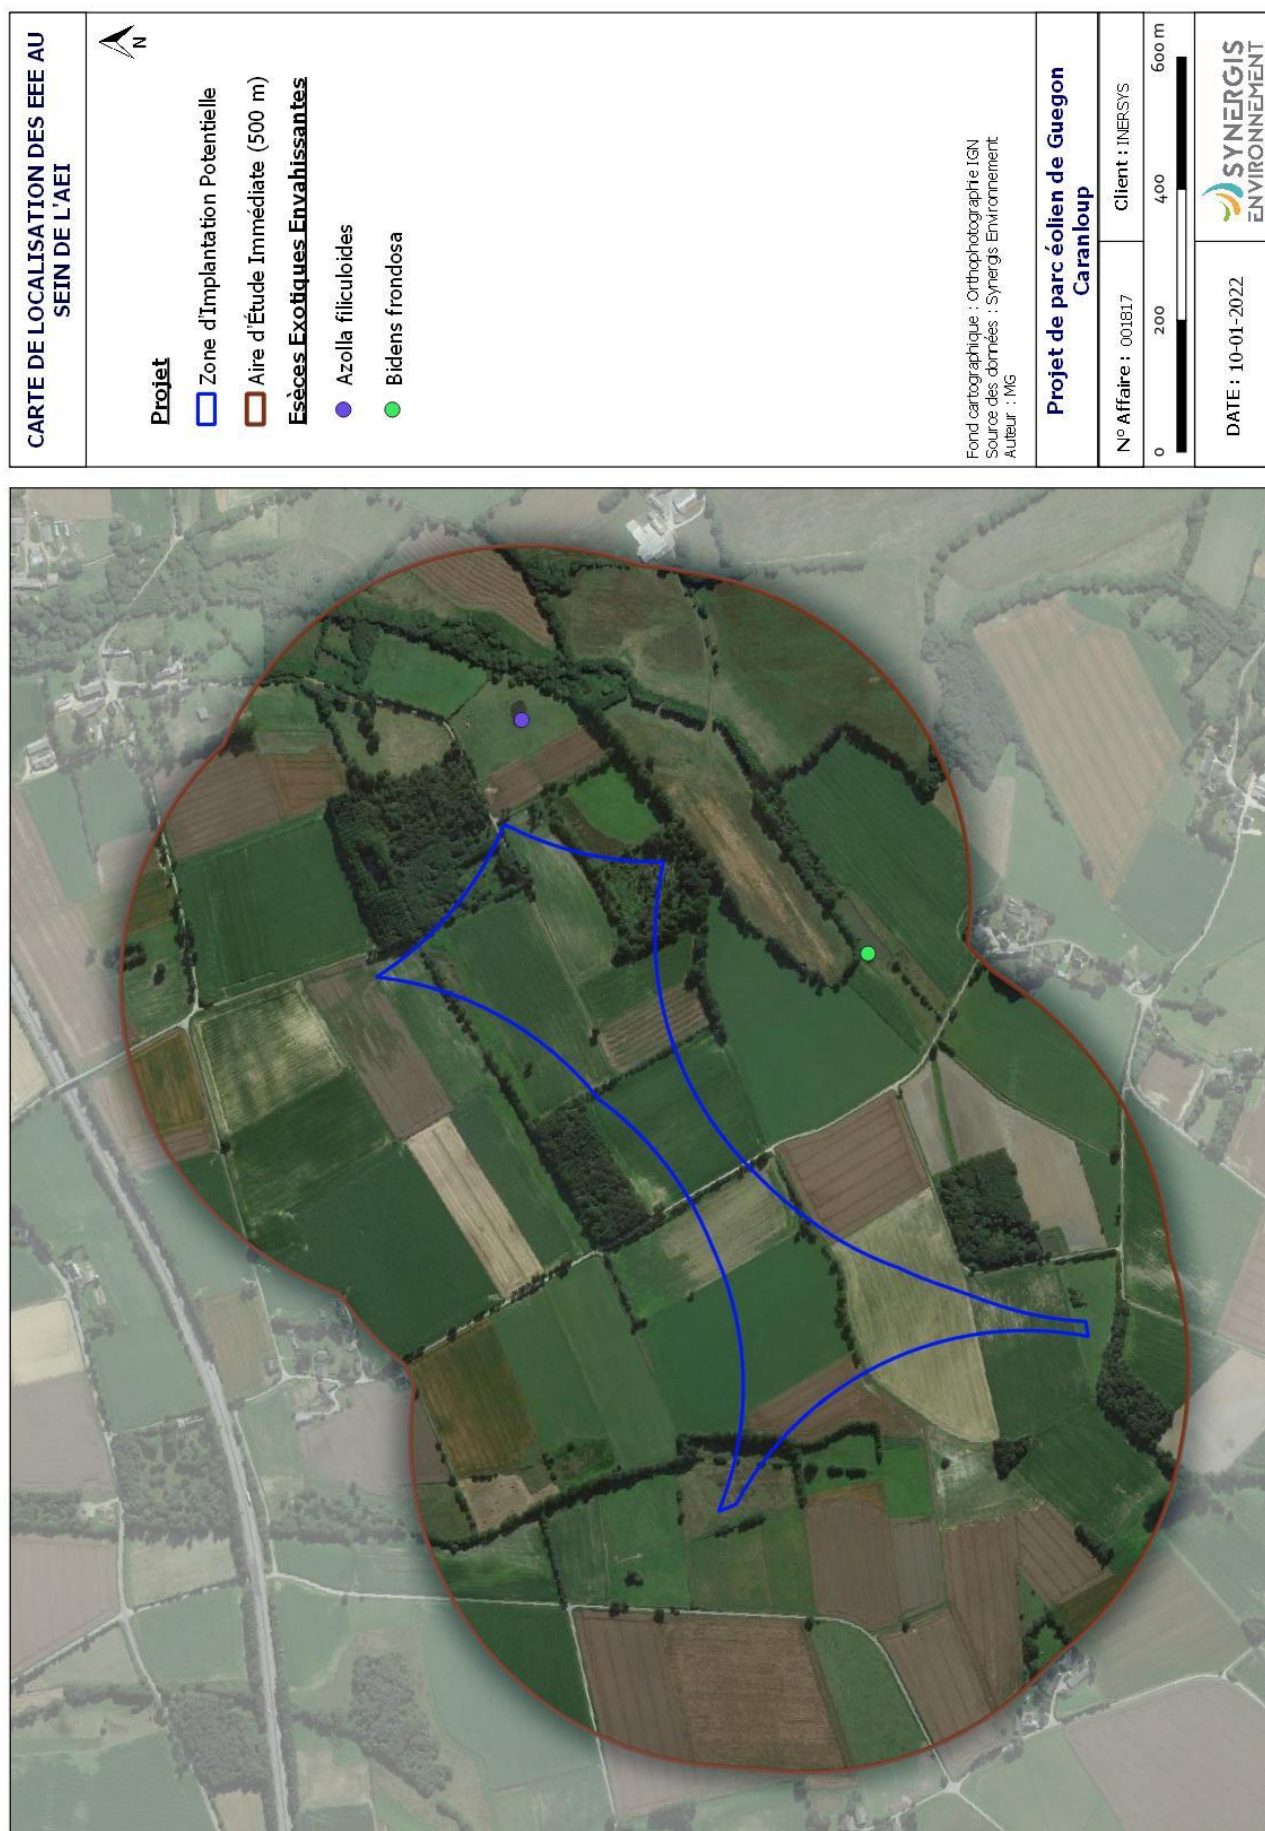 CARTE DE LOCALISATION DES EEE AU
SEIN DE L'AEI
N
Projet
Zone d'Implantation Potentielle
Aire d'Étude Immédiate (500 m)
Esèces Exotiques Envahissantes
Azolla filiculoides
Bidens frondosa
Fond cartographique : Orthophotographie IGN
Source des données : Synergis Environnement
Auteur : MG
Projet de parc éolien de Guegon
Caranloup
N° Affaire : 001817
Client : INERSYS
0 200 400 600 m
DATE : 10-01-2022
SYNERGIS
ENVIRONNEMENT